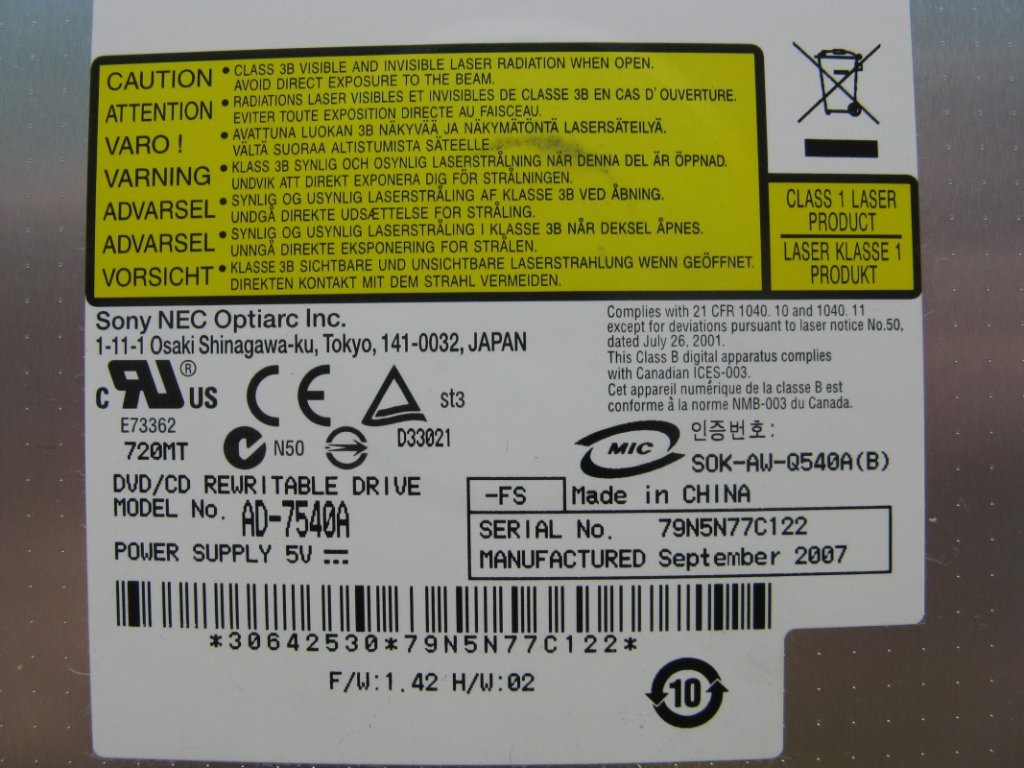 CAUTION • CLASS 3B VISIBLE AND INVISIBLE LASER RADIATION WHEN OPEN.
AVOID DIRECT EXPOSURE TO THE BEAM.
ATTENTION • RADIATIONS LASER VISIBLES ET INVISIBLES DE CLASSE 3B EN CAS D' OUVERTURE.
EVITER TOUTE EXPOSITION DIRECTE AU FAISCEAU.
VARO ! • AVATTUNA LUOKAN 3B NÄKYVÄÄ JA NÄKYMÄTÖNTÄ LASERSÄTEILYÄ.
VÄLTÄ SUORAA ALTISTUMISTA SÄTEELLE.
VARNING • KLASS 3B SYNLIG OCH OSYNLIG LASERSTRÅLNING NÄR DENNA DEL ÄR ÖPPNAD.
UNDVIK ATT DIREKT EXPONERA DIG FÖR STRÅLNINGEN.
ADVARSEL • SYNLIG OG USYNLIG LASERSTRÅLING AF KLASSE 3B VED ÅBNING.
UNDGÅ DIREKTE UDSÆTTELSE FOR STRÅLING.
ADVARSEL • SYNLIG OG USYNLIG LASERSTRÅLING I KLASSE 3B NÅR DEKSEL ÅPNES.
UNNGÅ DIREKTE EKSPONERING FOR STRÅLEN.
VORSICHT • KLASSE 3B SICHTBARE UND UNSICHTBARE LASERSTRAHLUNG WENN GEÖFFNET.
DIREKTEN KONTAKT MIT DEM STRAHL VERMEIDEN.
CLASS 1 LASER
PRODUCT
LASER KLASSE 1
PRODUKT
Sony NEC Optiarc Inc.
1-11-1 Osaki Shinagawa-ku, Tokyo, 141-0032, JAPAN
Complies with 21 CFR 1040. 10 and 1040. 11
except for deviations pursuant to laser notice No.50,
dated July 26, 2001.
This Class B digital apparatus complies
with Canadian ICES-003.
Cet appareil numérique de la classe B est
conforme à la norme NMB-003 du Canada.
C RU ® US
CE
st3
E73362
720MT
N50
D33021
MIC
인증번호:
SOK-AW-Q540A(B)
DVD/CD REWRITABLE DRIVE
MODEL No. AD-7540A
POWER SUPPLY 5V
-FS
Made in CHINA
SERIAL No. 79N5N77C122
MANUFACTURED September 2007
*30642530*79N5N77C122*
F/W:1.42 H/W:02
10